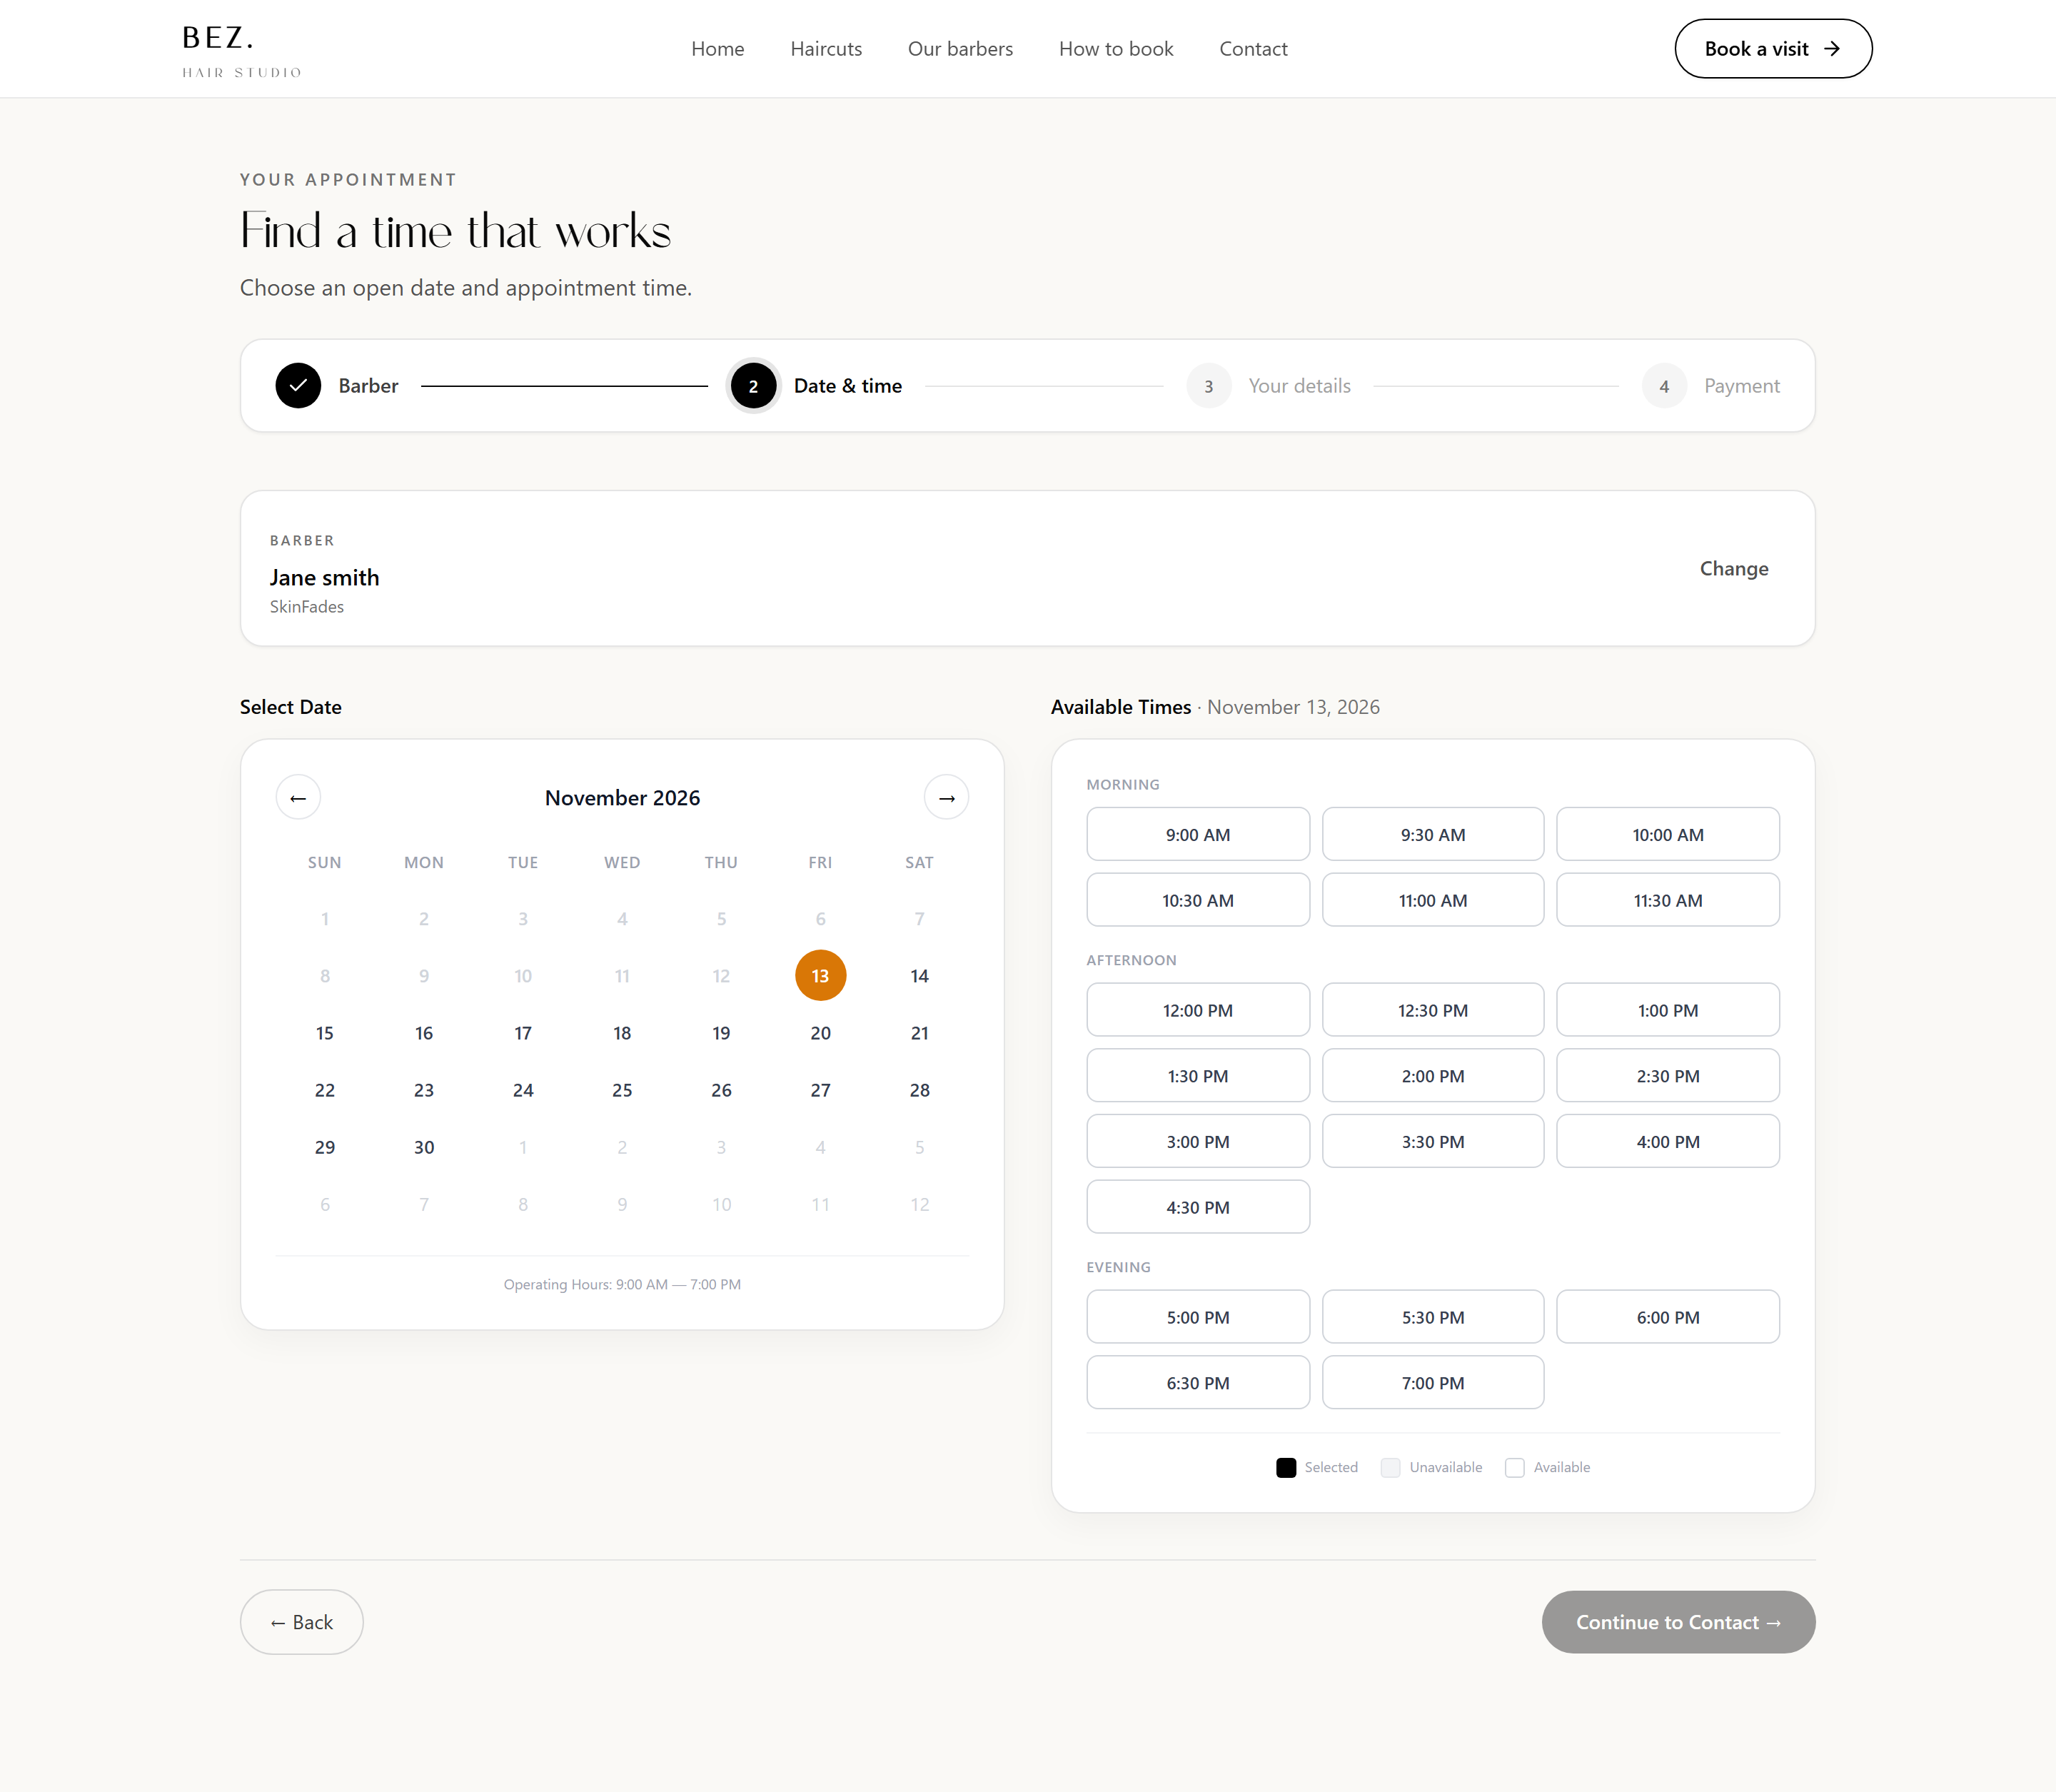 BEZ.
HAIR STUDIO
Home Haircuts Our barbers How to book Contact
Book a visit →
YOUR APPOINTMENT
Find a time that works
Choose an open date and appointment time.
Barber 2 Date & time 3 Your details 4 Payment
BARBER
Jane smith
SkinFades
Change
Select Date
← November 2026 →
SUN MON TUE WED THU FRI SAT
1 2 3 4 5 6 7
8 9 10 11 12 13 14
15 16 17 18 19 20 21
22 23 24 25 26 27 28
29 30 1 2 3 4 5
6 7 8 9 10 11 12
Operating Hours: 9:00 AM — 7:00 PM
Available Times · November 13, 2026
MORNING
9:00 AM 9:30 AM 10:00 AM
10:30 AM 11:00 AM 11:30 AM
AFTERNOON
12:00 PM 12:30 PM 1:00 PM
1:30 PM 2:00 PM 2:30 PM
3:00 PM 3:30 PM 4:00 PM
4:30 PM
EVENING
5:00 PM 5:30 PM 6:00 PM
6:30 PM 7:00 PM
Selected Unavailable Available
← Back
Continue to Contact →